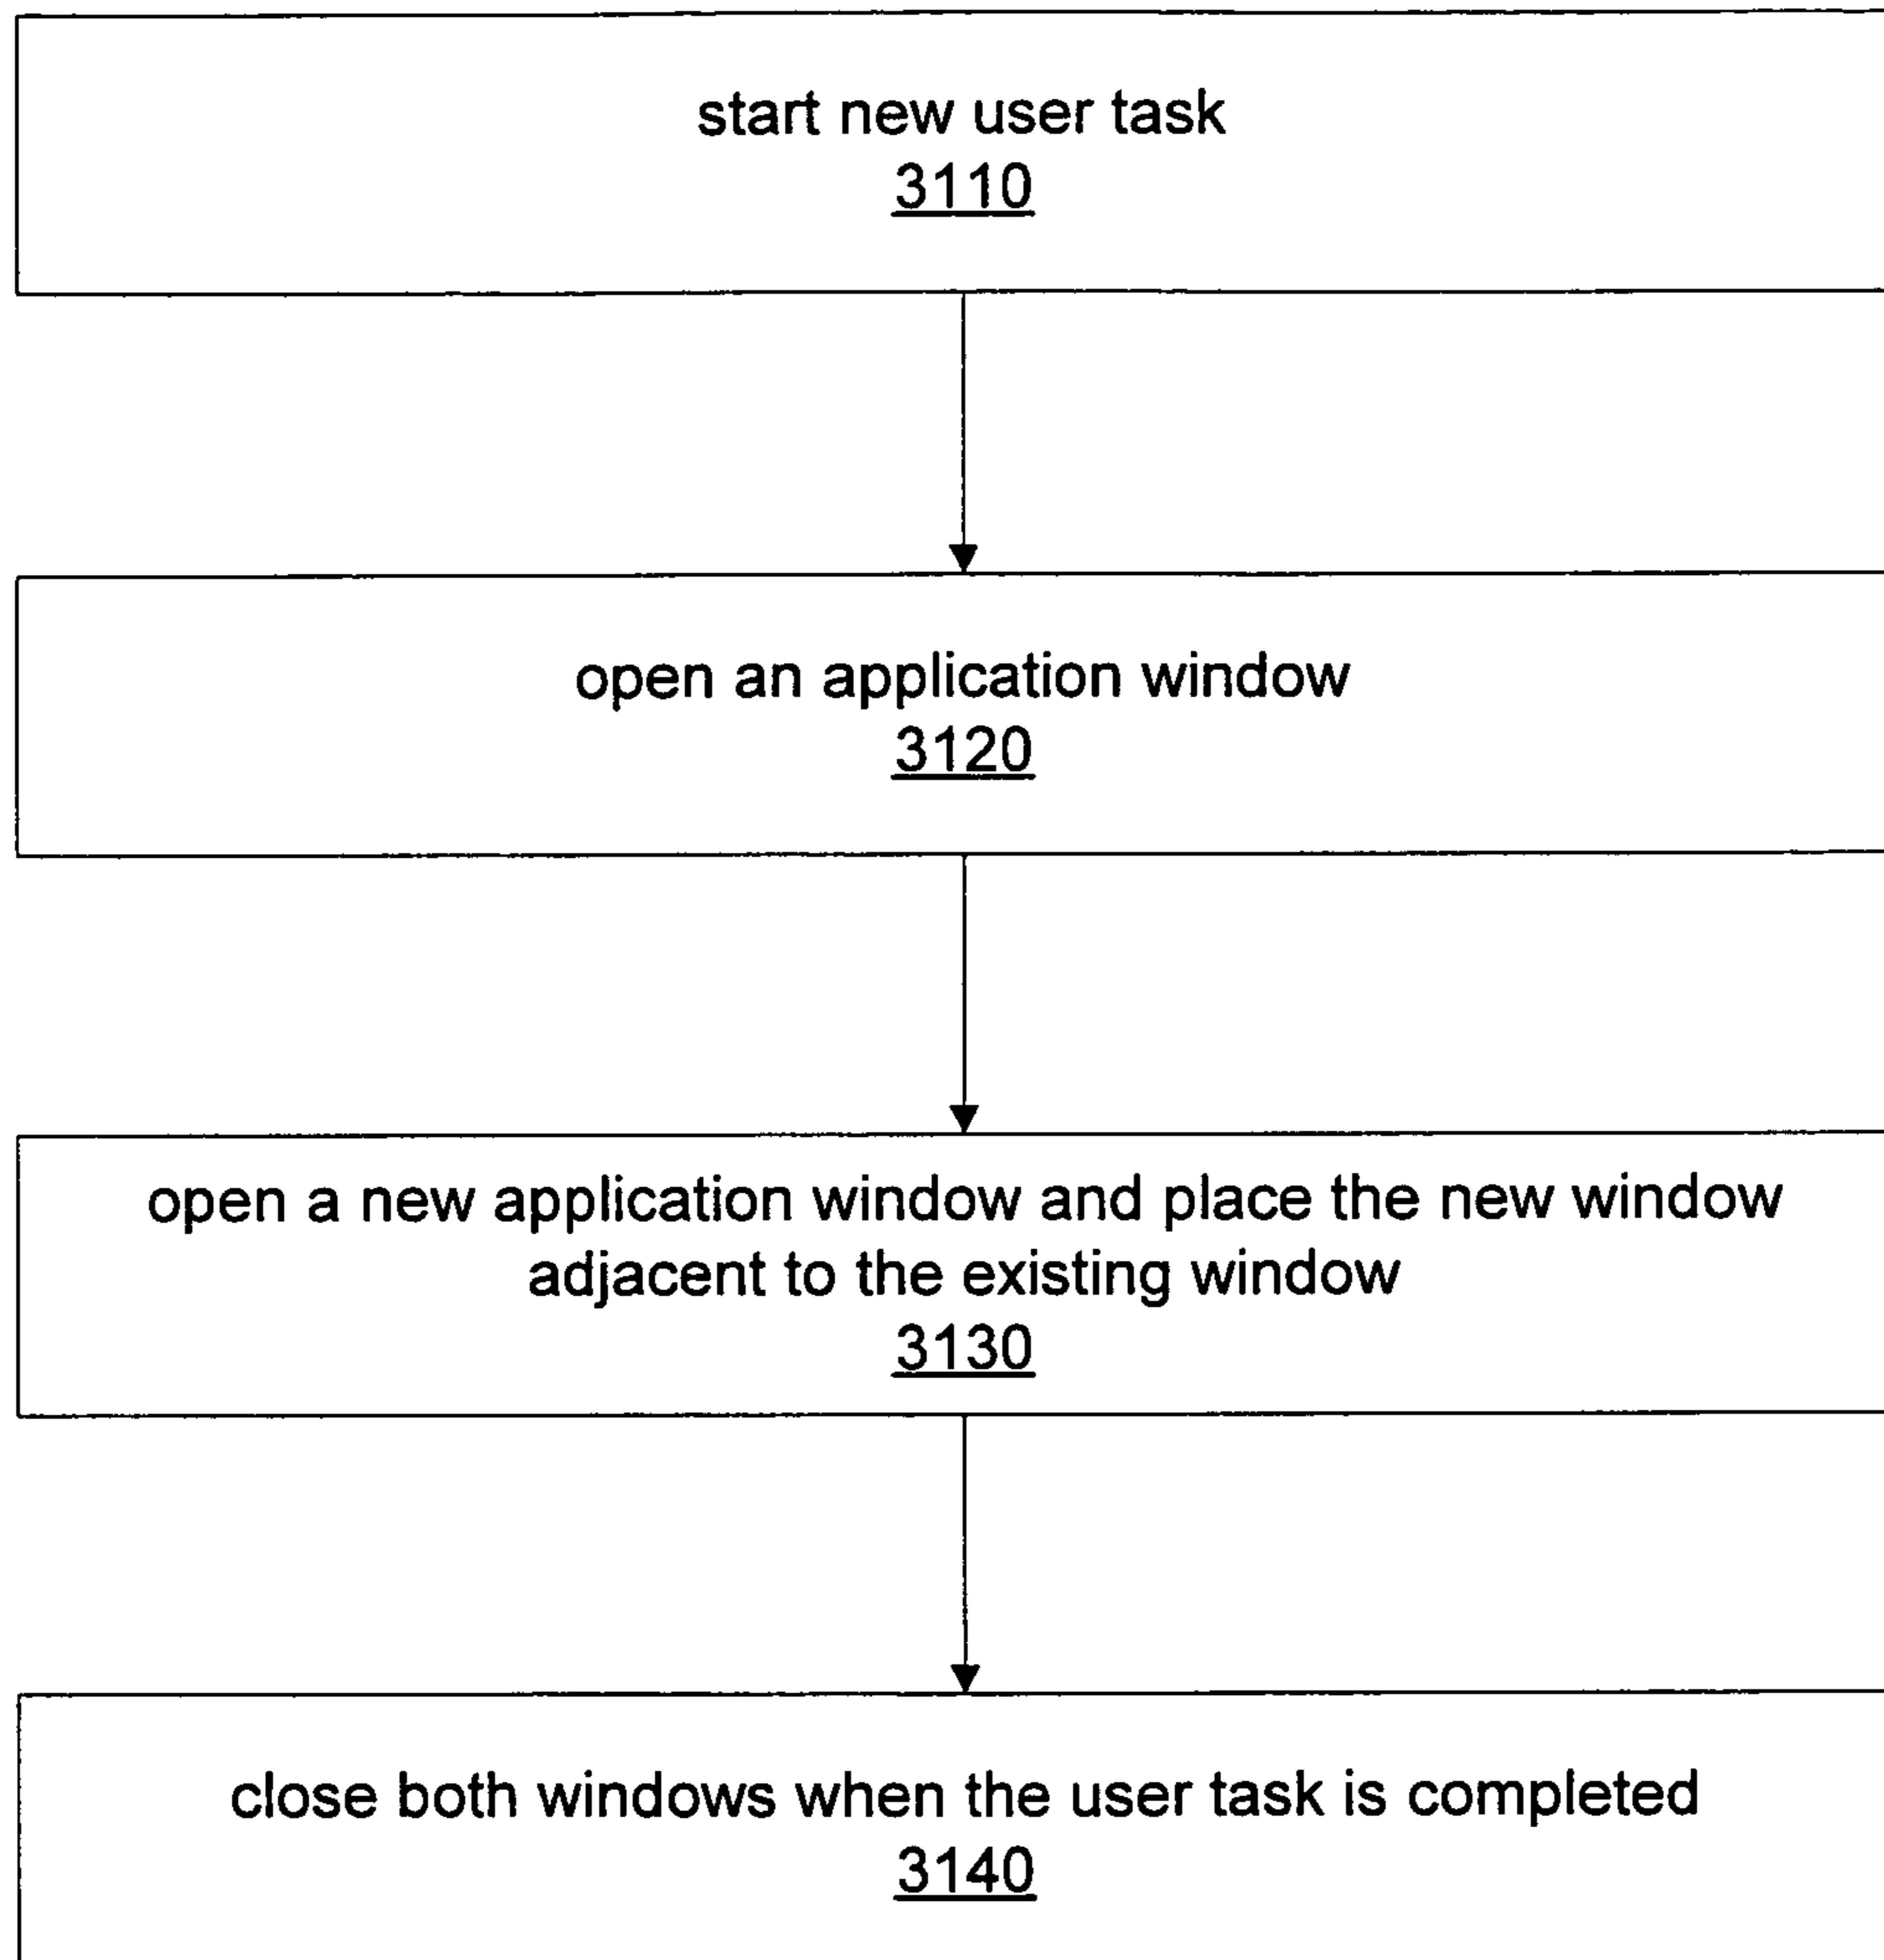 start new user task
3110
open an application window
3120
open a new application window and place the new window
adjacent to the existing window
3130
close both windows when the user task is completed
3140